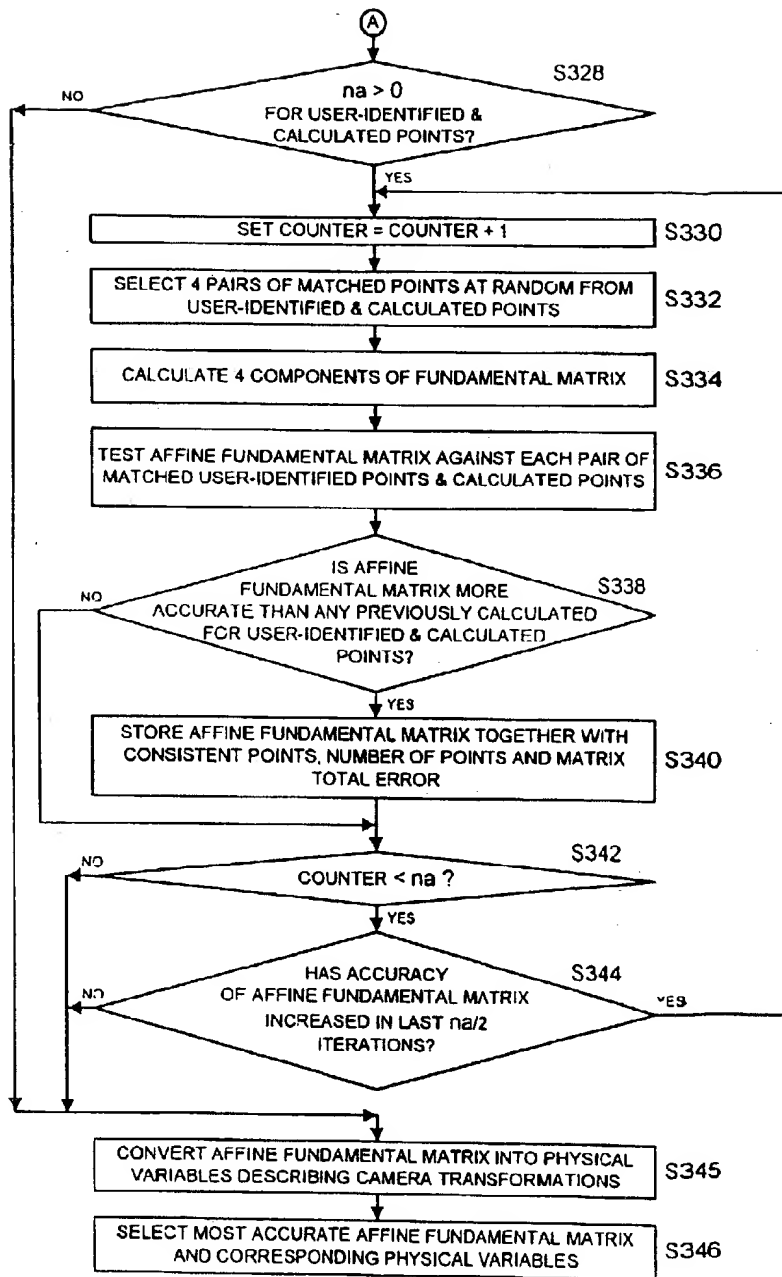 A
S328
na > 0
FOR USER-IDENTIFIED &
CALCULATED POINTS?
NO
YES
SET COUNTER = COUNTER + 1
S330
SELECT 4 PAIRS OF MATCHED POINTS AT RANDOM FROM
USER-IDENTIFIED & CALCULATED POINTS
S332
CALCULATE 4 COMPONENTS OF FUNDAMENTAL MATRIX
S334
TEST AFFINE FUNDAMENTAL MATRIX AGAINST EACH PAIR OF
MATCHED USER-IDENTIFIED POINTS & CALCULATED POINTS
S336
IS AFFINE
FUNDAMENTAL MATRIX MORE
ACCURATE THAN ANY PREVIOUSLY CALCULATED
FOR USER-IDENTIFIED & CALCULATED
POINTS?
S338
NO
YES
STORE AFFINE FUNDAMENTAL MATRIX TOGETHER WITH
CONSISTENT POINTS, NUMBER OF POINTS AND MATRIX
TOTAL ERROR
S340
S342
NO
COUNTER < na ?
YES
S344
HAS ACCURACY
OF AFFINE FUNDAMENTAL MATRIX
INCREASED IN LAST na/2
ITERATIONS?
NO
YES
CONVERT AFFINE FUNDAMENTAL MATRIX INTO PHYSICAL
VARIABLES DESCRIBING CAMERA TRANSFORMATIONS
S345
SELECT MOST ACCURATE AFFINE FUNDAMENTAL MATRIX
AND CORRESPONDING PHYSICAL VARIABLES
S346